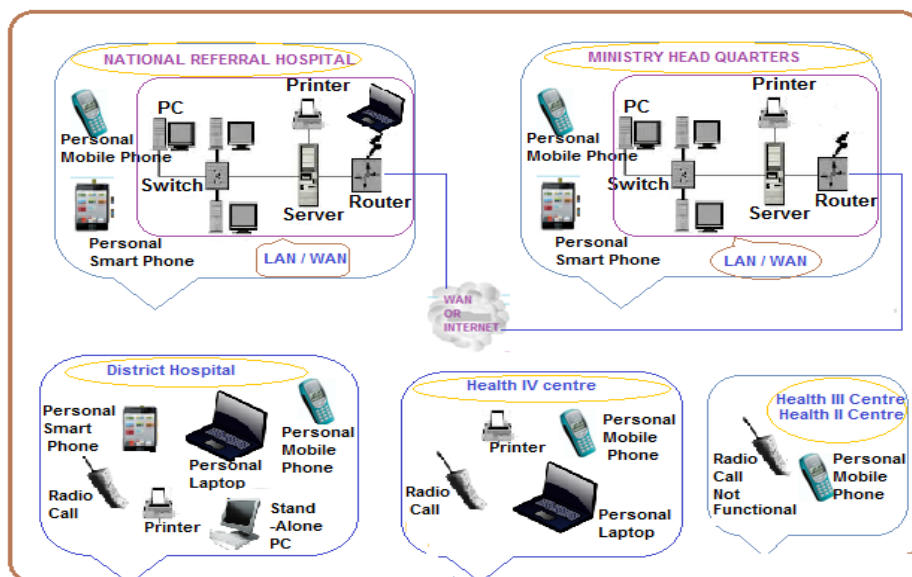 NATIONAL REFERRAL HOSPITAL
Printer
PC
Personal
Mobile Phone
Switch
Server
Router
Personal
Smart Phone
LAN / WAN
MINISTRY HEAD QUARTERS
Printer
PC
Personal
Mobile Phone
Switch
Server
Router
Personal
Smart Phone
LAN / WAN
WAN
OR
INTERNET
District Hospital
Personal
Smart
Phone
Personal
Mobile
Phone
Personal
Laptop
Radio
Call
Printer
Stand
-Alone
PC
Health IV centre
Printer
Personal
Mobile
Phone
Radio
Call
Personal
Laptop
Health III Centre
Health II Centre
Radio
Call
Not
Functional
Personal
Mobile
Phone